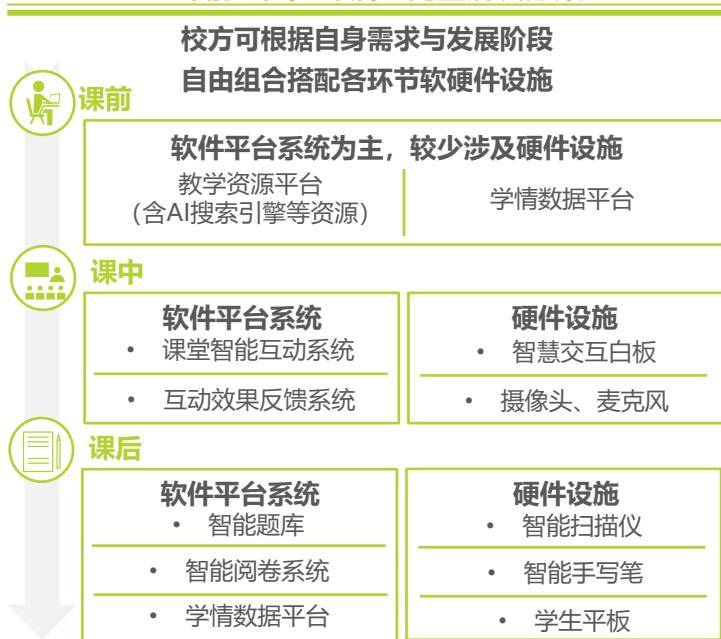 校方可根据自身需求与发展阶段
自由组合搭配各环节软硬件设施
课前
软件平台系统为主，较少涉及硬件设施
教学资源平台
（含AI搜索引擎等资源）
学情数据平台
课中
软件平台系统
• 课堂智能互动系统
• 互动效果反馈系统
硬件设施
• 智慧交互白板
• 摄像头、麦克风
课后
软件平台系统
• 智能题库
• 智能阅卷系统
• 学情数据平台
硬件设施
• 智能扫描仪
• 智能手写笔
• 学生平板